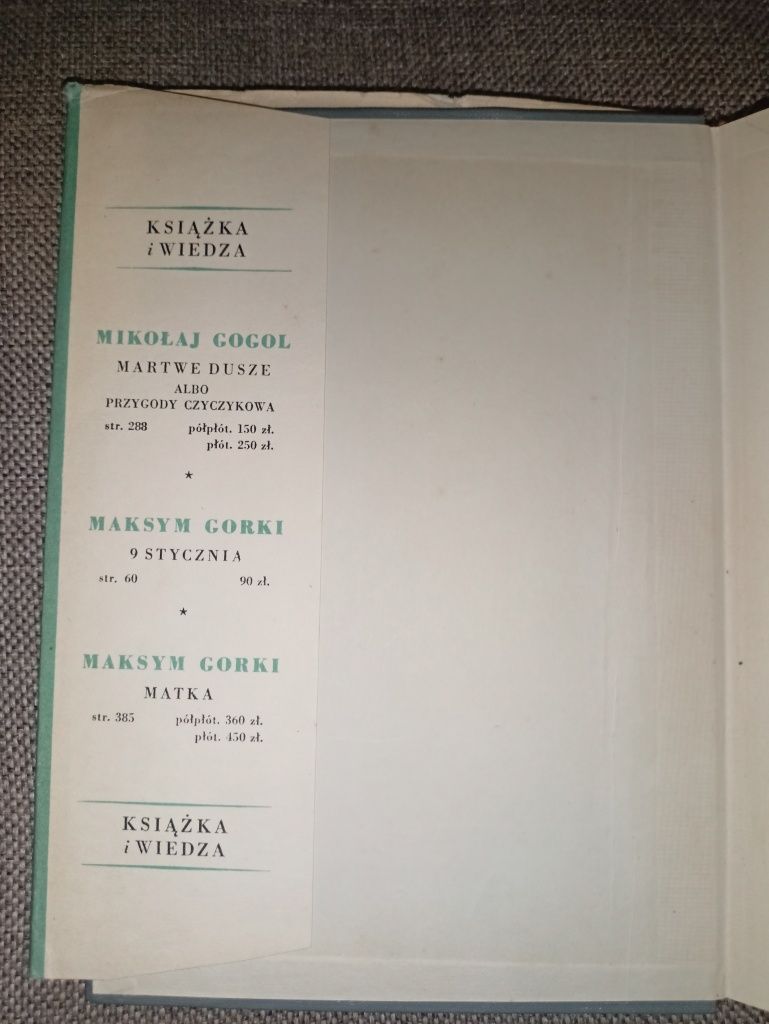 KSIĄŻKA
i WIEDZA
MIKOŁAJ GOGOL
MARTWE DUSZE
ALBO
PRZYGODY CZYCZYKOWA
str. 288 półpłót. 150 zł.
płót. 250 zł.
*
MAKSYM GORKI
9 STYCZNIA
str. 60 90 zł.
*
MAKSYM GORKI
MATKA
str. 385 półpłót. 360 zł.
płót. 450 zł.
KSIĄŻKA
i WIEDZA